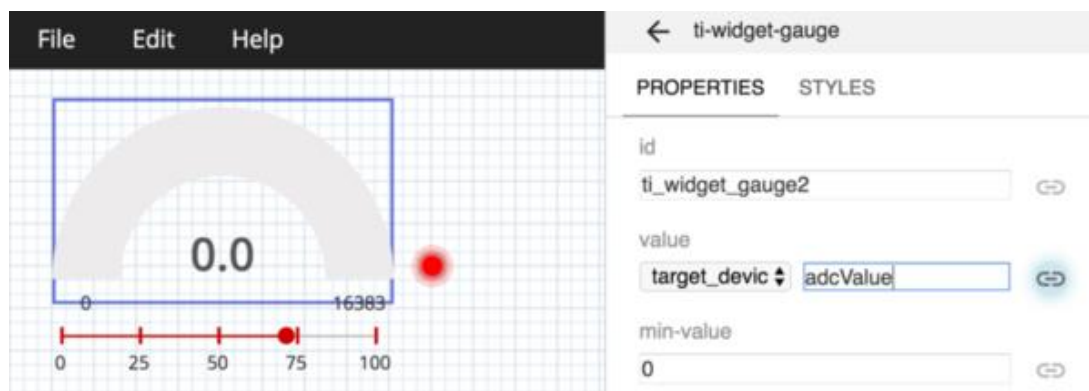 File Edit Help
0.0
0 16383
0 25 50 75 100
← ti-widget-gauge
PROPERTIES STYLES
id
ti_widget_gauge2
value
target_devic adcValue
min-value
0